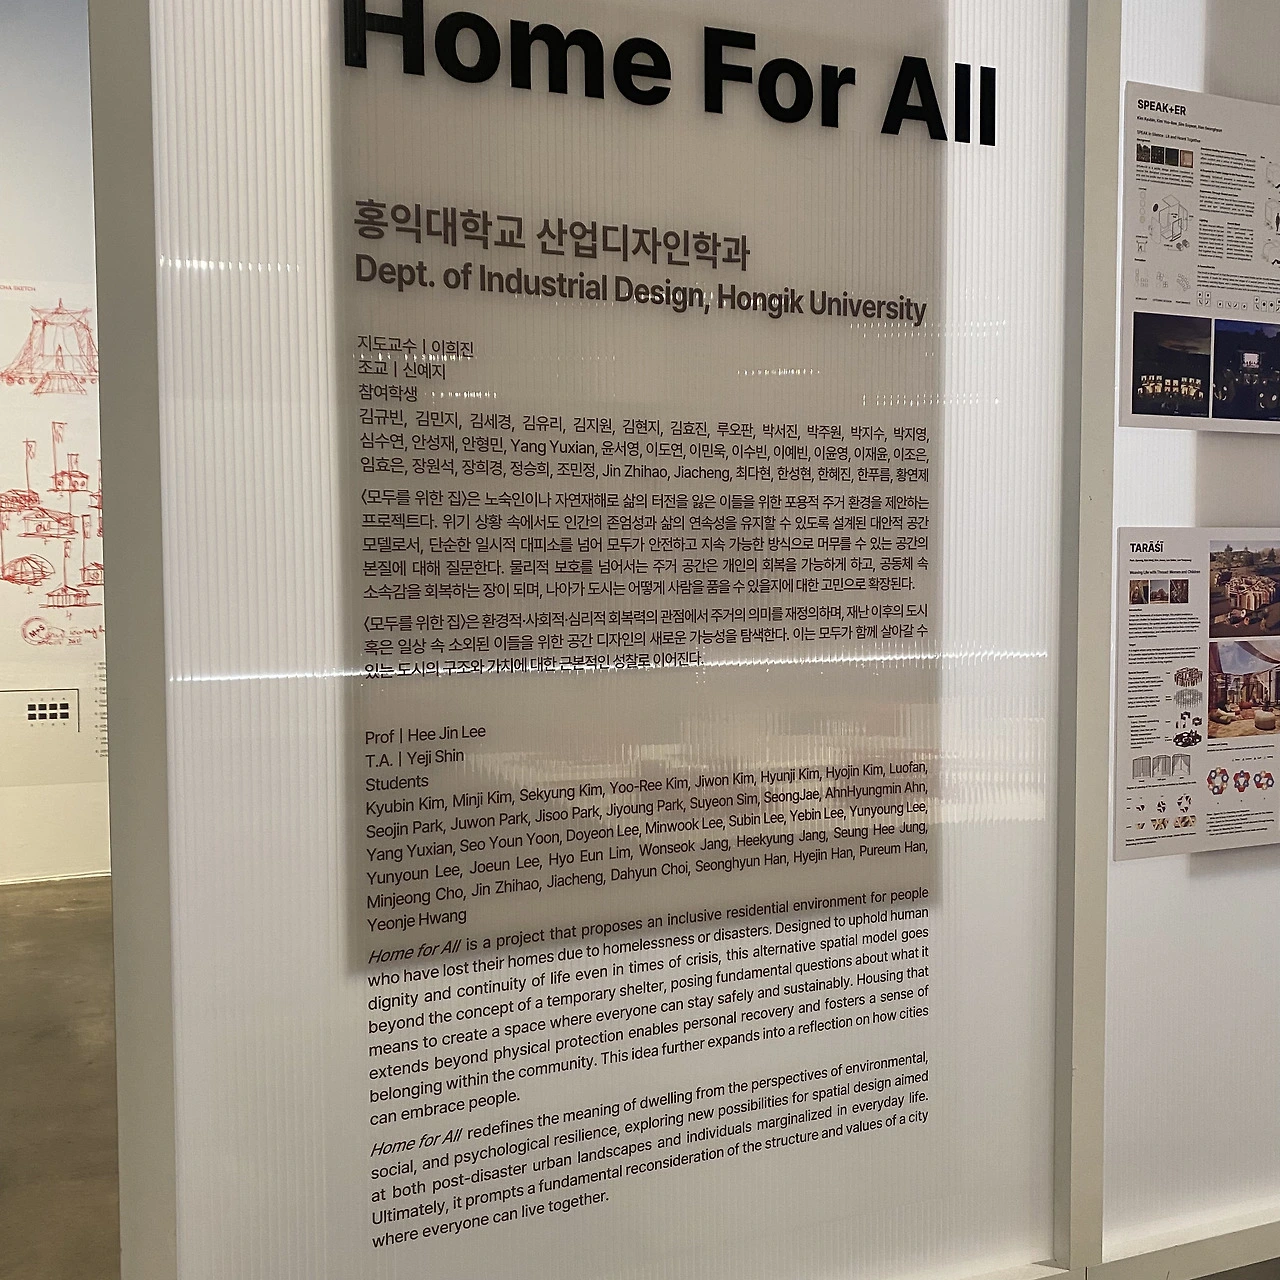 Home For All
홍익대학교 산업디자인학과
Dept. of Industrial Design, Hongik University
지도교수 | 이희진
조교 | 신예지
참여학생
김규빈, 김민지, 김세경, 김유리, 김지원, 김현지, 김효진, 루오판, 박서진, 박주원, 박지수, 박지영,
심수연, 안성재, 안형민, Yang Yuxian, 윤서영, 이도연, 이민욱, 이수빈, 이예빈, 이윤영, 이재윤, 이조은,
임효은, 장원석, 장희경, 정승희, 조민정, Jin Zhihao, Jiacheng, 최다현, 한성현, 한혜진, 한푸름, 황연제
〈모두를 위한 집〉은 노숙인이나 자연재해로 삶의 터전을 잃은 이들을 위한 포용적 주거 환경을 제안하는
프로젝트다. 위기 상황 속에서도 인간의 존엄성과 삶의 연속성을 유지할 수 있도록 설계된 대안적 공간
모델로서, 단순한 일시적 대피소를 넘어 모두가 안전하고 지속 가능한 방식으로 머무를 수 있는 공간의
본질에 대해 질문한다. 물리적 보호를 넘어서는 주거 공간은 개인의 회복을 가능하게 하고, 공동체 속
소속감을 회복하는 장이 되며, 나아가 도시는 어떻게 사람을 품을 수 있을지에 대한 고민으로 확장된다.
〈모두를 위한 집〉은 환경적·사회적·심리적 회복력의 관점에서 주거의 의미를 재정의하며, 재난 이후의 도시
혹은 일상 속 소외된 이들을 위한 공간 디자인의 새로운 가능성을 탐색한다. 이는 모두가 함께 살아갈 수
있는 도시의 구조와 가치에 대한 근본적인 성찰로 이어진다.
Prof | Hee Jin Lee
T.A. | Yeji Shin
Students
Kyubin Kim, Minji Kim, Sekyung Kim, Yoo-Ree Kim, Jiwon Kim, Hyunji Kim, Hyojin Kim, Luofan,
Seojin Park, Juwon Park, Jisoo Park, Jiyoung Park, Suyeon Sim, SeongJae, AhnHyungmin Ahn,
Yang Yuxian, Seo Youn Yoon, Doyeon Lee, Minwook Lee, Subin Lee, Yebin Lee, Yunyoung Lee,
Yunyoun Lee, Joeun Lee, Hyo Eun Lim, Wonseok Jang, Heekyung Jang, Seung Hee Jung,
Minjeong Cho, Jin Zhihao, Jiacheng, Dahyun Choi, Seonghyun Han, Hyejin Han, Pureum Han,
Yeonje Hwang
Home for All is a project that proposes an inclusive residential environment for people
who have lost their homes due to homelessness or disasters. Designed to uphold human
dignity and continuity of life even in times of crisis, this alternative spatial model goes
beyond the concept of a temporary shelter, posing fundamental questions about what it
means to create a space where everyone can stay safely and sustainably. Housing that
extends beyond physical protection enables personal recovery and fosters a sense of
belonging within the community. This idea further expands into a reflection on how cities
can embrace people.
Home for All redefines the meaning of dwelling from the perspectives of environmental,
social, and psychological resilience, exploring new possibilities for spatial design aimed
at both post-disaster urban landscapes and individuals marginalized in everyday life.
Ultimately, it prompts a fundamental reconsideration of the structure and values of a city
where everyone can live together.
SPEAK+ER
TARĀŚĪ